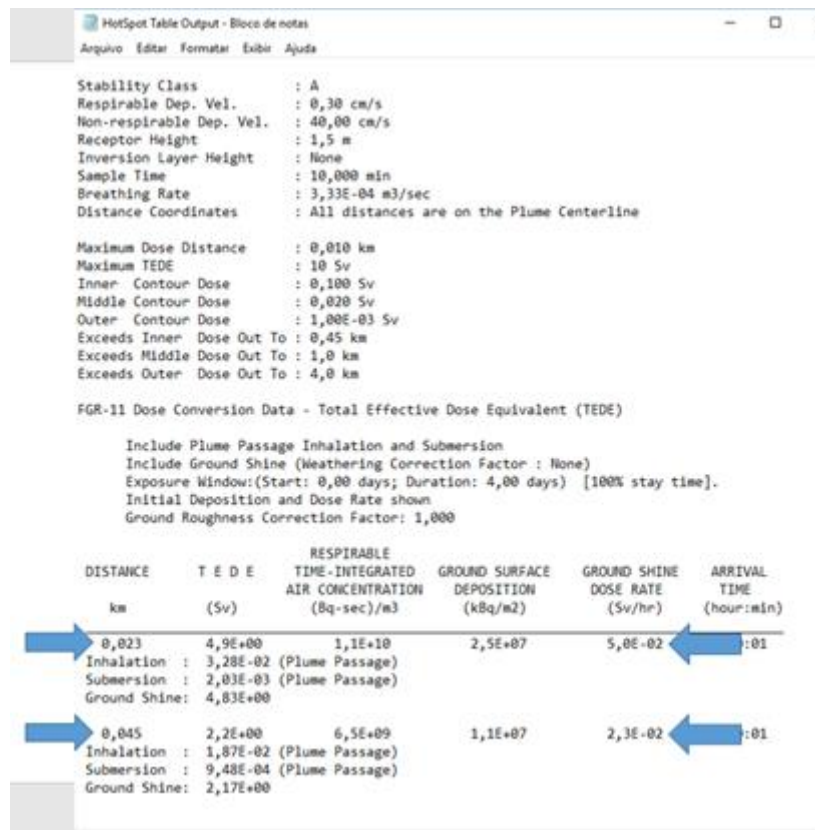 HotSpot Table Output - Bloco de notas
Arquivo Editar Formatar Exibir Ajuda
Stability Class : A
Respirable Dep. Vel. : 0,30 cm/s
Non-respirable Dep. Vel. : 40,00 cm/s
Receptor Height : 1,5 m
Inversion Layer Height : None
Sample Time : 10,000 min
Breathing Rate : 3,33E-04 m3/sec
Distance Coordinates : All distances are on the Plume Centerline
Maximum Dose Distance : 0,010 km
Maximum TEDE : 10 Sv
Inner Contour Dose : 0,100 Sv
Middle Contour Dose : 0,020 Sv
Outer Contour Dose : 1,00E-03 Sv
Exceeds Inner Dose Out To : 0,45 km
Exceeds Middle Dose Out To : 1,0 km
Exceeds Outer Dose Out To : 4,0 km
FGR-11 Dose Conversion Data - Total Effective Dose Equivalent (TEDE)
Include Plume Passage Inhalation and Submersion
Include Ground Shine (Weathering Correction Factor : None)
Exposure Window:(Start: 0,00 days; Duration: 4,00 days) [100% stay time].
Initial Deposition and Dose Rate shown
Ground Roughness Correction Factor: 1,000
RESPIRABLE
DISTANCE T E D E TIME-INTEGRATED GROUND SURFACE GROUND SHINE ARRIVAL
AIR CONCENTRATION DEPOSITION DOSE RATE TIME
km (Sv) (Bq-sec)/m3 (kBq/m2) (Sv/hr) (hour:min)
0,023 4,9E+00 1,1E+10 2,5E+07 5,0E-02 :01
Inhalation : 3,28E-02 (Plume Passage)
Submersion : 2,03E-03 (Plume Passage)
Ground Shine: 4,83E+00
0,045 2,2E+00 6,5E+09 1,1E+07 2,3E-02 :01
Inhalation : 1,87E-02 (Plume Passage)
Submersion : 9,48E-04 (Plume Passage)
Ground Shine: 2,17E+00